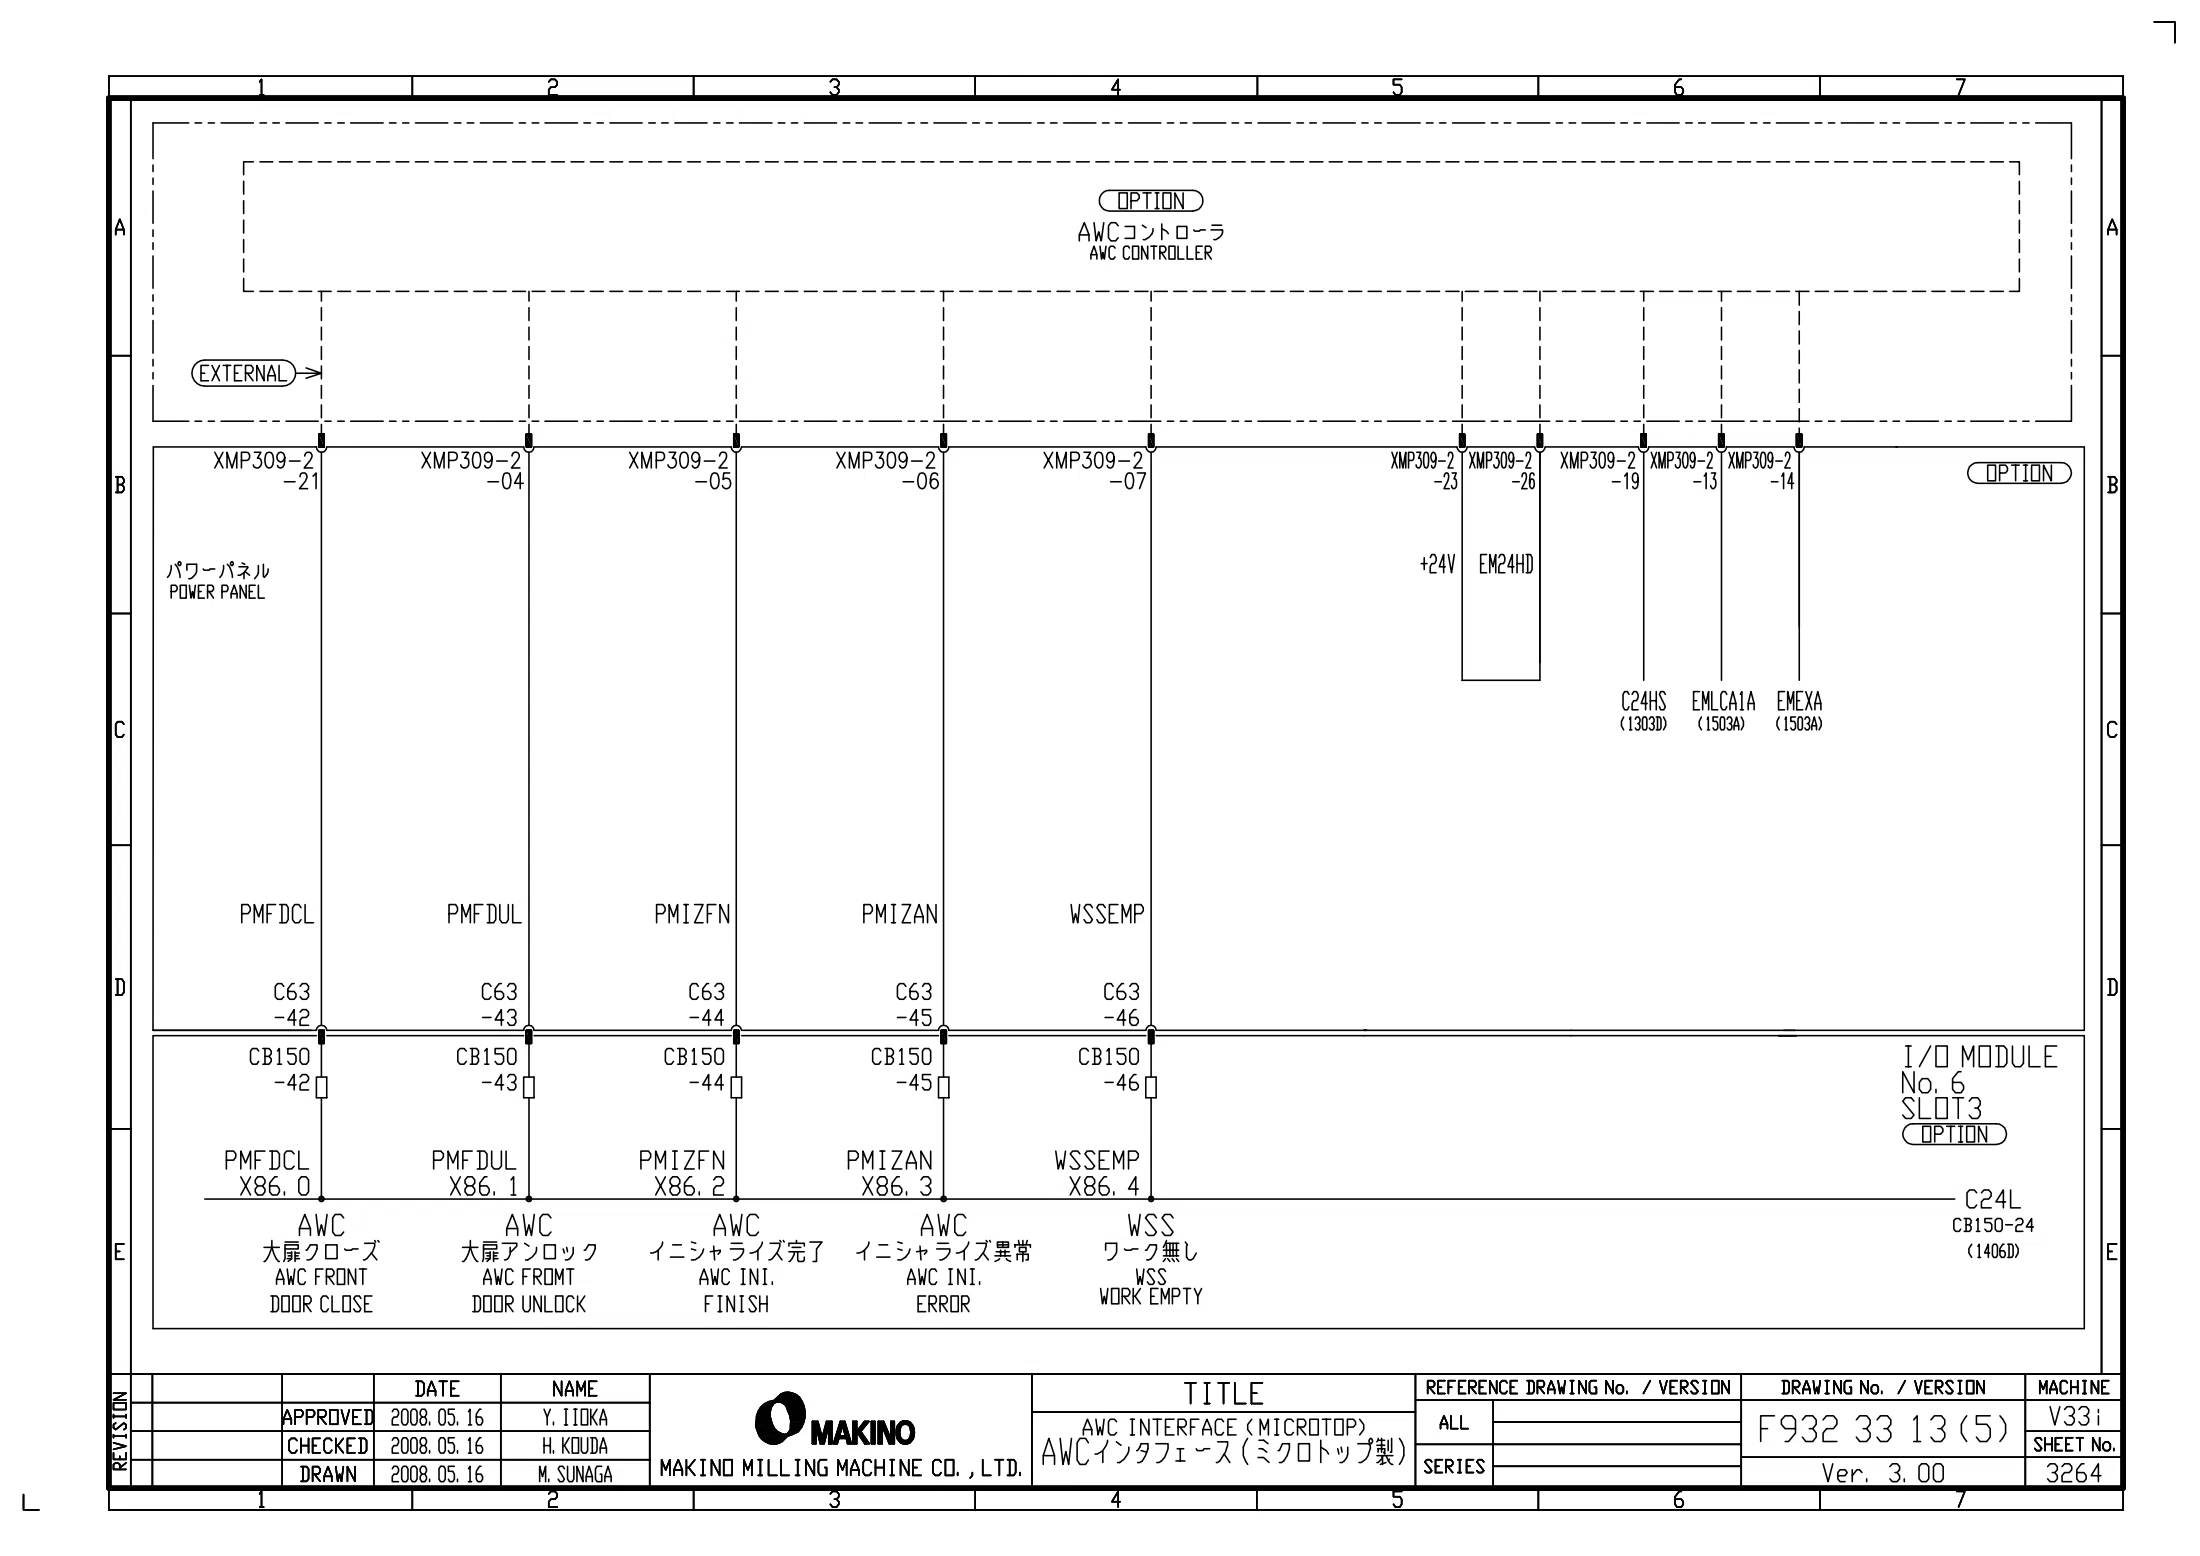 1 2 3 4 5 6 7
A A
OPTION
AWCコントローラ
AWC CONTROLLER
EXTERNAL
B B
XMP309-2 XMP309-2 XMP309-2 XMP309-2 XMP309-2 XMP309-2 XMP309-2 XMP309-2 XMP309-2 XMP309-2
-21 -04 -05 -06 -07 -23 -26 -19 -13 -14
OPTION
パワーパネル
POWER PANEL
+24V EM24HD
C C
C24HS EMLCA1A EMEXA
(1303D) (1503A) (1503A)
PMFDCL PMFDUL PMIZFN PMIZAN WSSEMP
D D
C63 C63 C63 C63 C63
-42 -43 -44 -45 -46
CB150 CB150 CB150 CB150 CB150
-42 -43 -44 -45 -46
I/O MODULE
No. 6
SLOT3
OPTION
PMFDCL PMFDUL PMIZFN PMIZAN WSSEMP
X86. 0 X86. 1 X86. 2 X86. 3 X86. 4
C24L
CB150-24
(1406D)
E E
AWC AWC AWC AWC WSS
大扉クローズ 大扉アンロック イニシャライズ完了 イニシャライズ異常 ワーク無し
AWC FRONT AWC FROMT AWC INI. AWC INI. WSS
DOOR CLOSE DOOR UNLOCK FINISH ERROR WORK EMPTY
REVISION
DATE NAME
APPROVED 2008. 05. 16 Y. IIOKA
CHECKED 2008. 05. 16 H. KOUDA
DRAWN 2008. 05. 16 M. SUNAGA
MAKINO
MAKINO MILLING MACHINE CO. , LTD.
TITLE
AWC INTERFACE (MICROTOP)
AWCインタフェース(ミクロトップ製)
REFERENCE DRAWING No. / VERSION
ALL
SERIES
DRAWING No. / VERSION
F932 33 13(5)
Ver. 3. 00
MACHINE
V33i
SHEET No.
3264
1 2 3 4 5 6 7